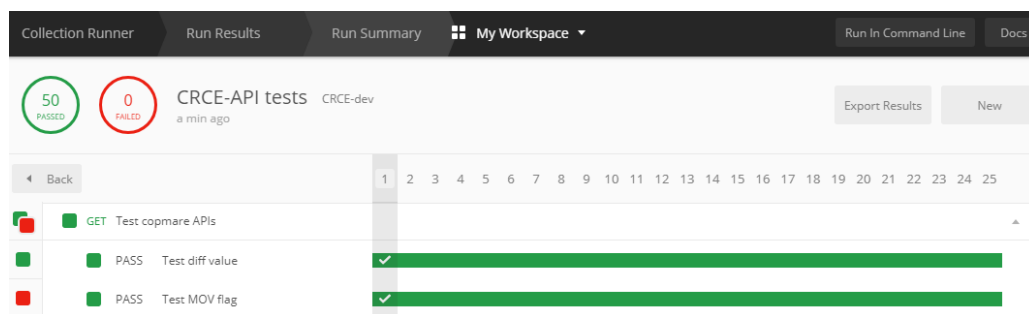 Collection Runner Run Results Run Summary My Workspace Run In Command Line Docs
50 PASSED 0 FAILED CRCE-API tests CRCE-dev Export Results New
a min ago
Back 1 2 3 4 5 6 7 8 9 10 11 12 13 14 15 16 17 18 19 20 21 22 23 24 25
GET Test copmare APIs
PASS Test diff value
PASS Test MOV flag